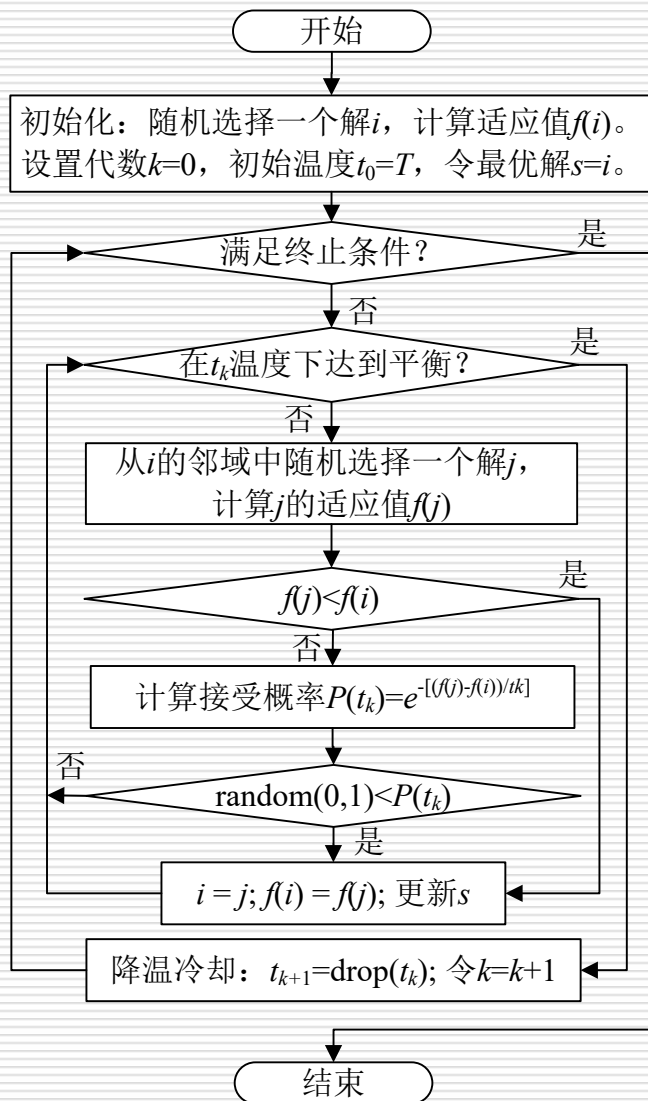 开始
初始化：随机选择一个解i，计算适应值f(i)。
设置代数k=0，初始温度t₀=T，令最优解s=i。
满足终止条件？
是
否
在tₖ温度下达到平衡？
是
否
从i的邻域中随机选择一个解j，
计算j的适应值f(j)
f(j)<f(i)
是
否
计算接受概率P(tₖ)=e^-[(f(j)-f(i))/tk]
random(0,1)<P(tₖ)
否
是
i = j; f(i) = f(j); 更新s
降温冷却：tₖ₊₁=drop(tₖ); 令k=k+1
结束